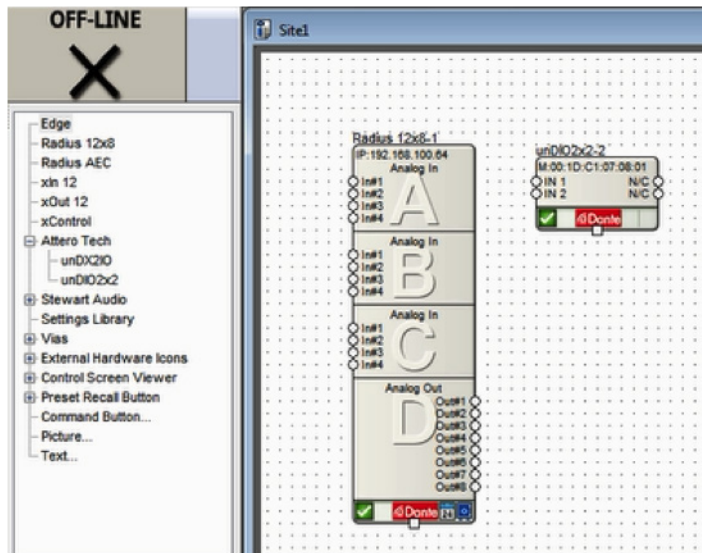 OFF-LINE
Site1
Edge
Radius 12x8
Radius AEC
xIn 12
xOut 12
xControl
Attero Tech
unDX2IO
unDIO2x2
Stewart Audio
Settings Library
Vias
External Hardware Icons
Control Screen Viewer
Preset Recall Button
Command Button...
Picture...
Text...
Radius 12x8-1
IP:192.168.100.64
Analog In
A
In#1
In#2
In#3
In#4
Analog In
B
In#1
In#2
In#3
In#4
Analog In
C
In#1
In#2
In#3
In#4
Analog Out
D
Out#1
Out#2
Out#3
Out#4
Out#5
Out#6
Out#7
Out#8
Dante
unDIO2x2-2
M:00:1D:C1:07:08:01
IN 1 N/C
IN 2 N/C
Dante